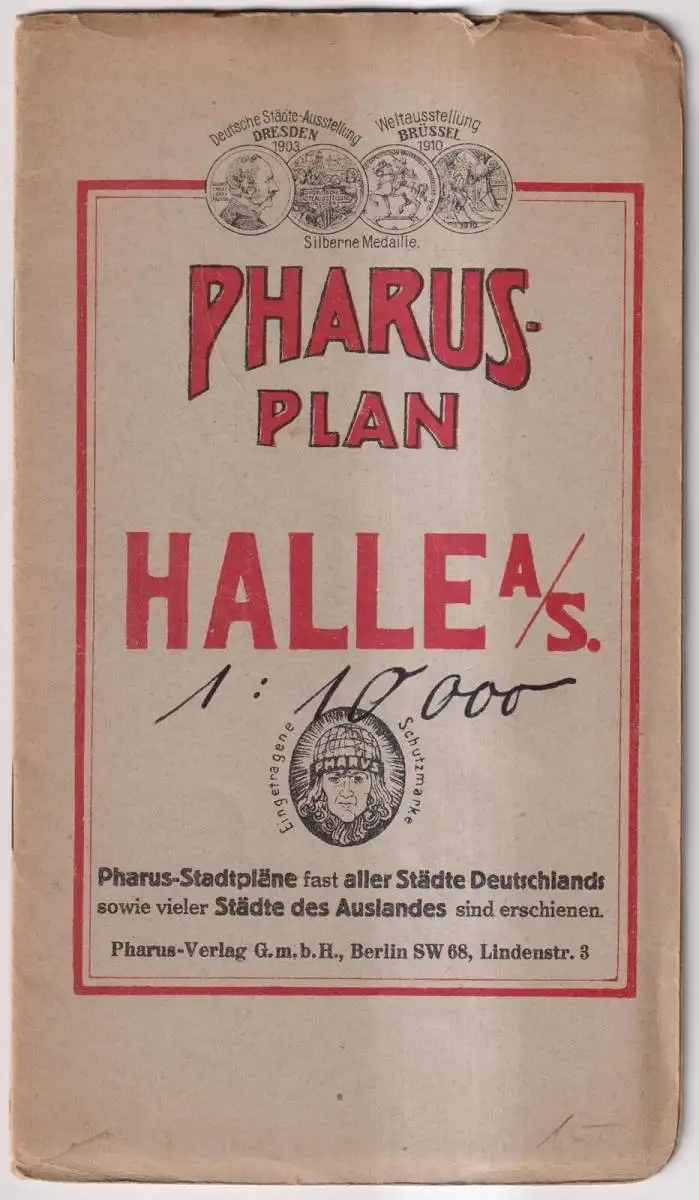 Deutsche Städte-Ausstellung
DRESDEN
1903
Weltausstellung
BRÜSSEL
1910
1910
Silberne Medaille.
PHARUS-
PLAN
HALLE A/S.
1 : 10 000
Eingetragene
Schutzmarke
PHARUS
Pharus-Stadtpläne fast aller Städte Deutschlands
sowie vieler Städte des Auslandes sind erschienen.
Pharus-Verlag G.m.b.H., Berlin SW 68, Lindenstr. 3